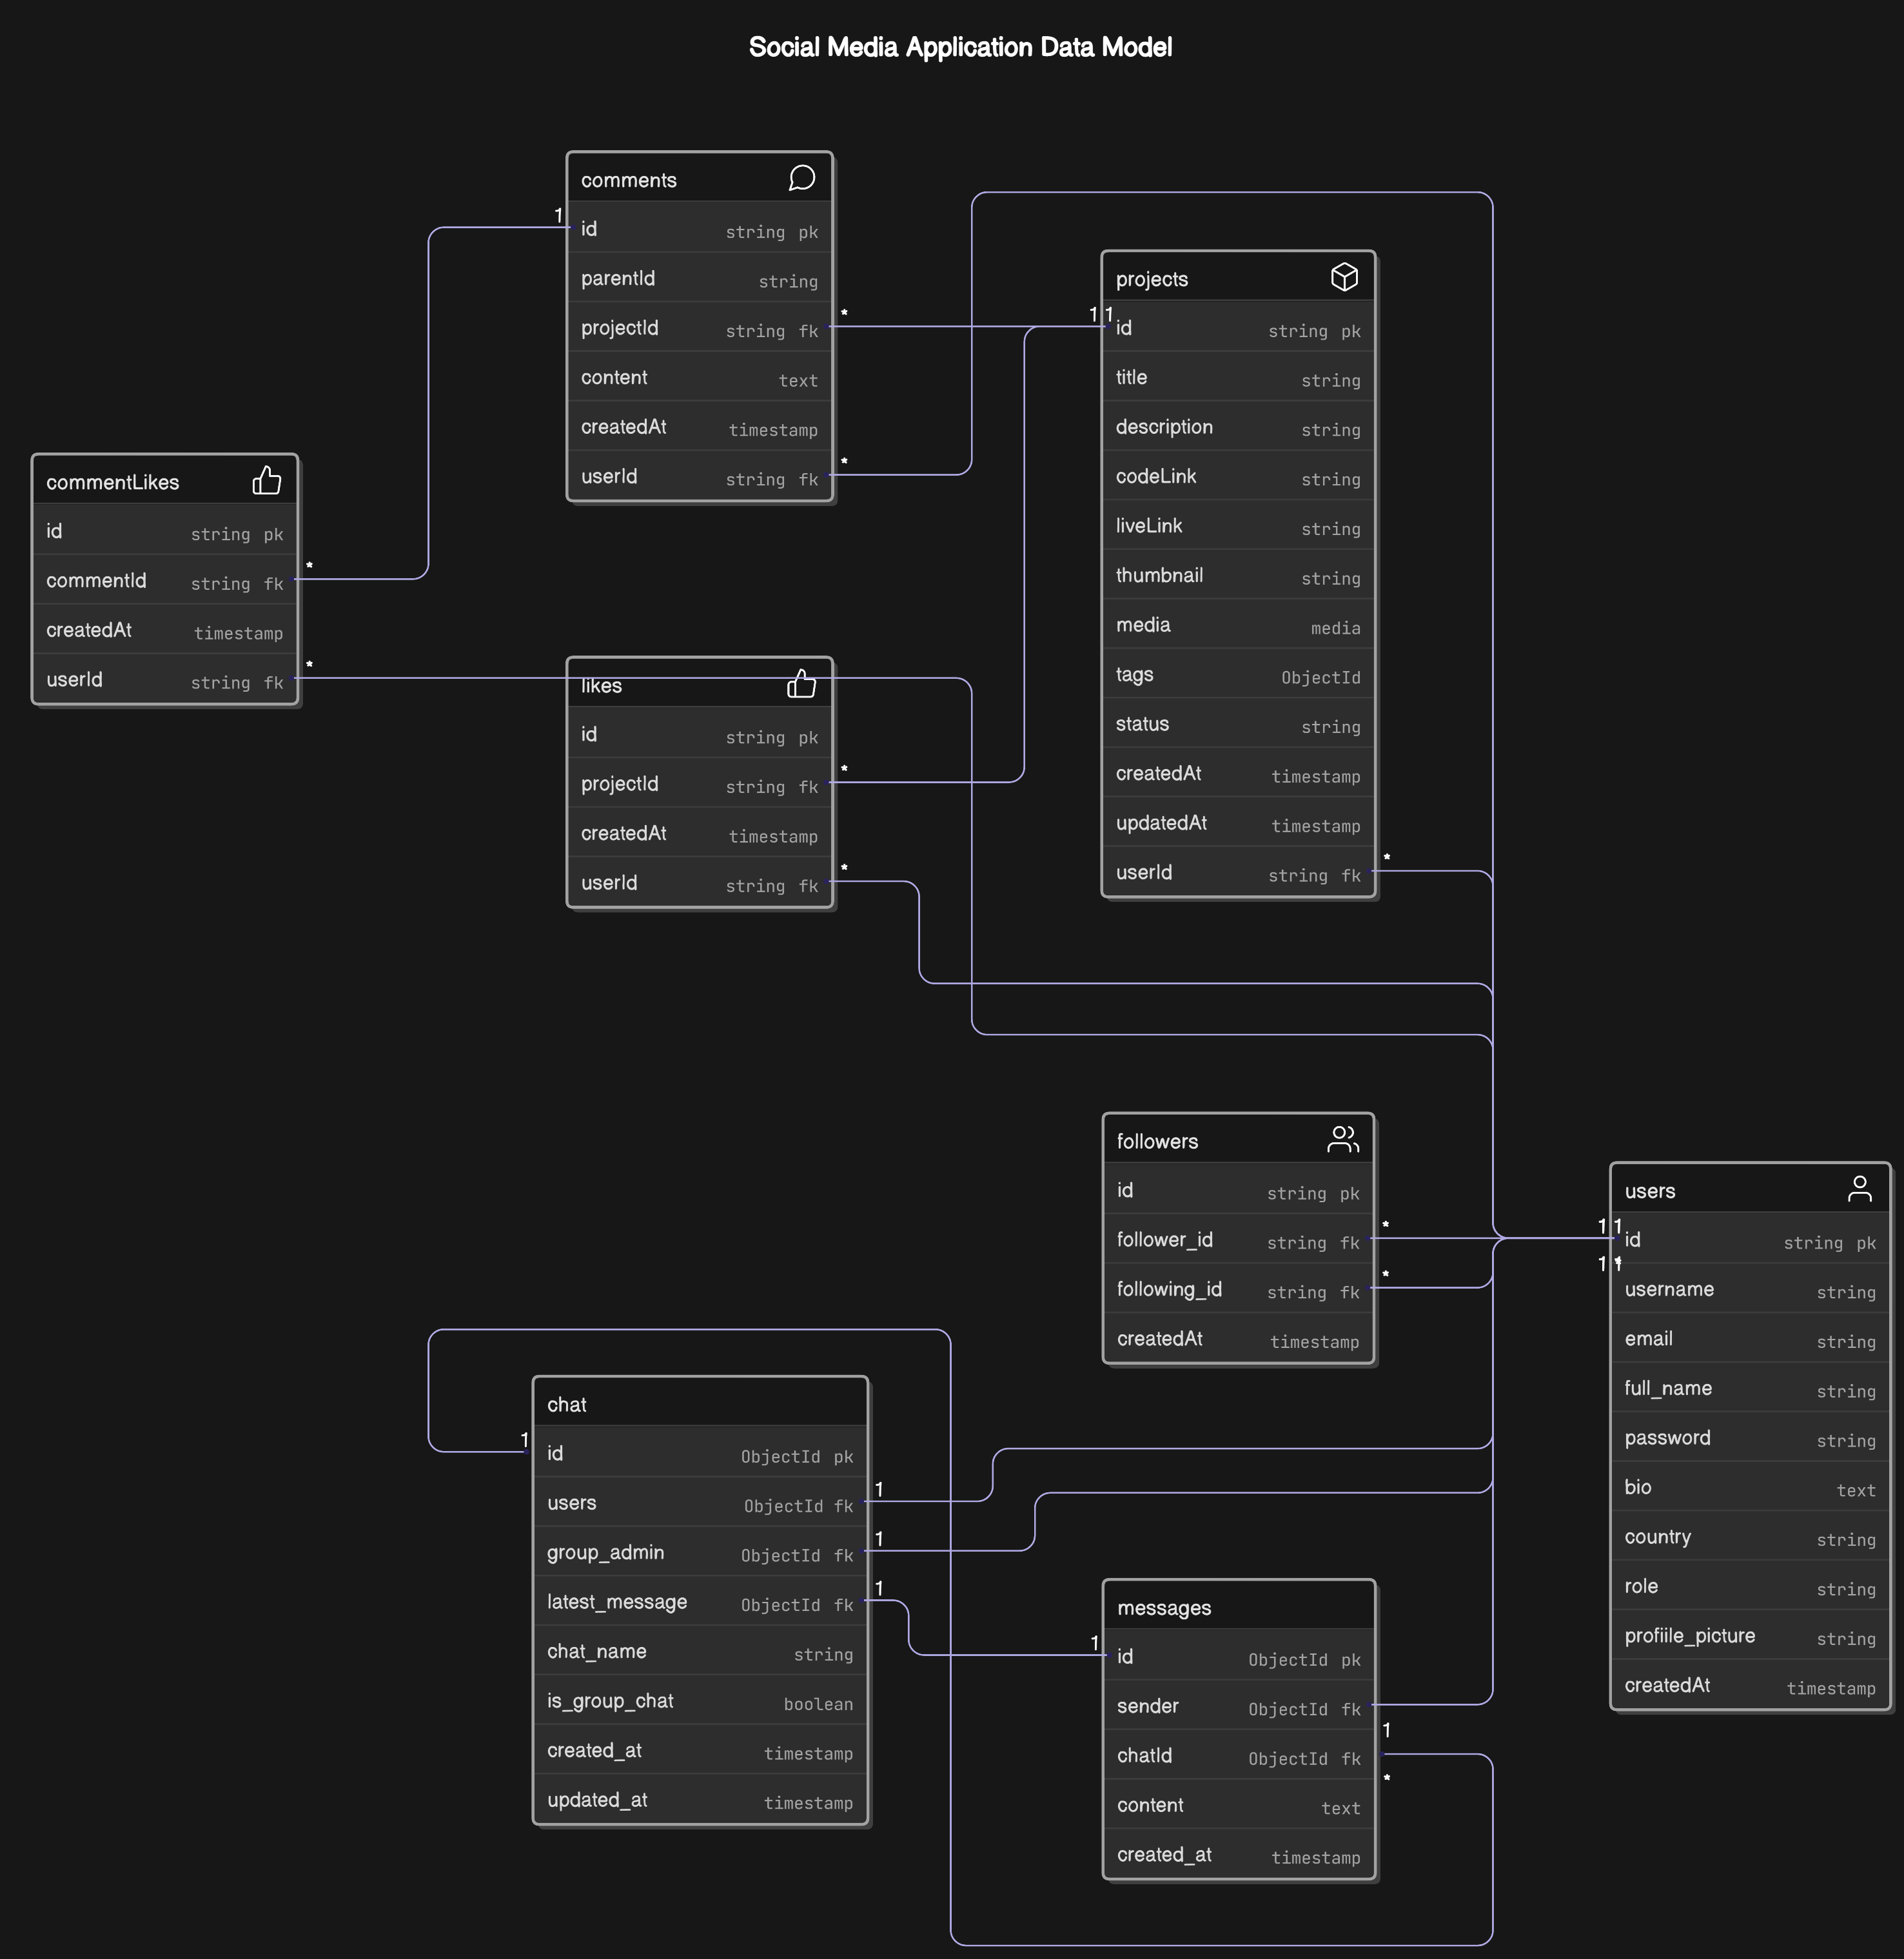 Social Media Application Data Model
comments
1
id string pk
parentId string
projectId string fk *
content text
createdAt timestamp
userId string fk *
projects
1 1
id string pk
title string
description string
codeLink string
liveLink string
thumbnail string
media media
tags ObjectId
status string
createdAt timestamp
updatedAt timestamp
userId string fk *
commentLikes
id string pk
commentId string fk *
createdAt timestamp
userId string fk *
likes
id string pk
projectId string fk *
createdAt timestamp
userId string fk *
followers
id string pk
follower_id string fk *
following_id string fk *
createdAt timestamp
users
1 1
id string pk
1
username string
email string
full_name string
password string
bio text
country string
role string
profiile_picture string
createdAt timestamp
chat
1
id ObjectId pk
users ObjectId fk 1
group_admin ObjectId fk 1
latest_message ObjectId fk 1
chat_name string
is_group_chat boolean
created_at timestamp
updated_at timestamp
messages
1
id ObjectId pk
sender ObjectId fk
1
chatId ObjectId fk
*
content text
created_at timestamp